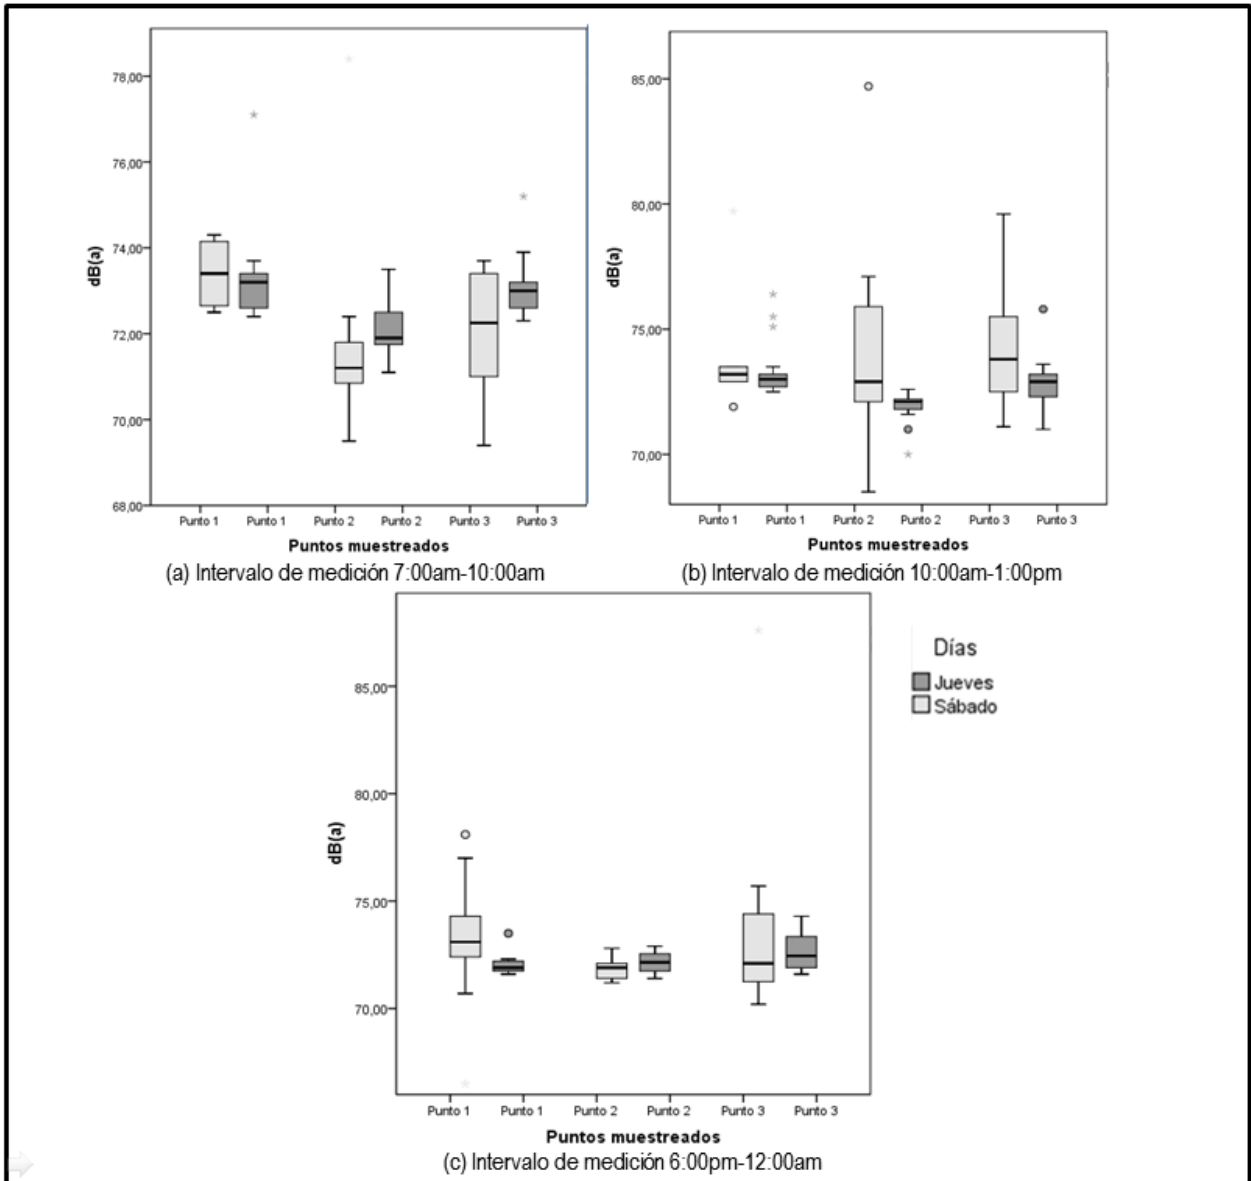 78,00
76,00
74,00
72,00
70,00
68,00
dB(a)
Punto 1 Punto 1 Punto 2 Punto 2 Punto 3 Punto 3
Puntos muestreados
(a) Intervalo de medición 7:00am-10:00am
85,00
80,00
75,00
70,00
dB(a)
Punto 1 Punto 1 Punto 2 Punto 2 Punto 3 Punto 3
Puntos muestreados
(b) Intervalo de medición 10:00am-1:00pm
85,00
80,00
75,00
70,00
dB(a)
Punto 1 Punto 1 Punto 2 Punto 2 Punto 3 Punto 3
Puntos muestreados
(c) Intervalo de medición 6:00pm-12:00am
Días
Jueves
Sábado